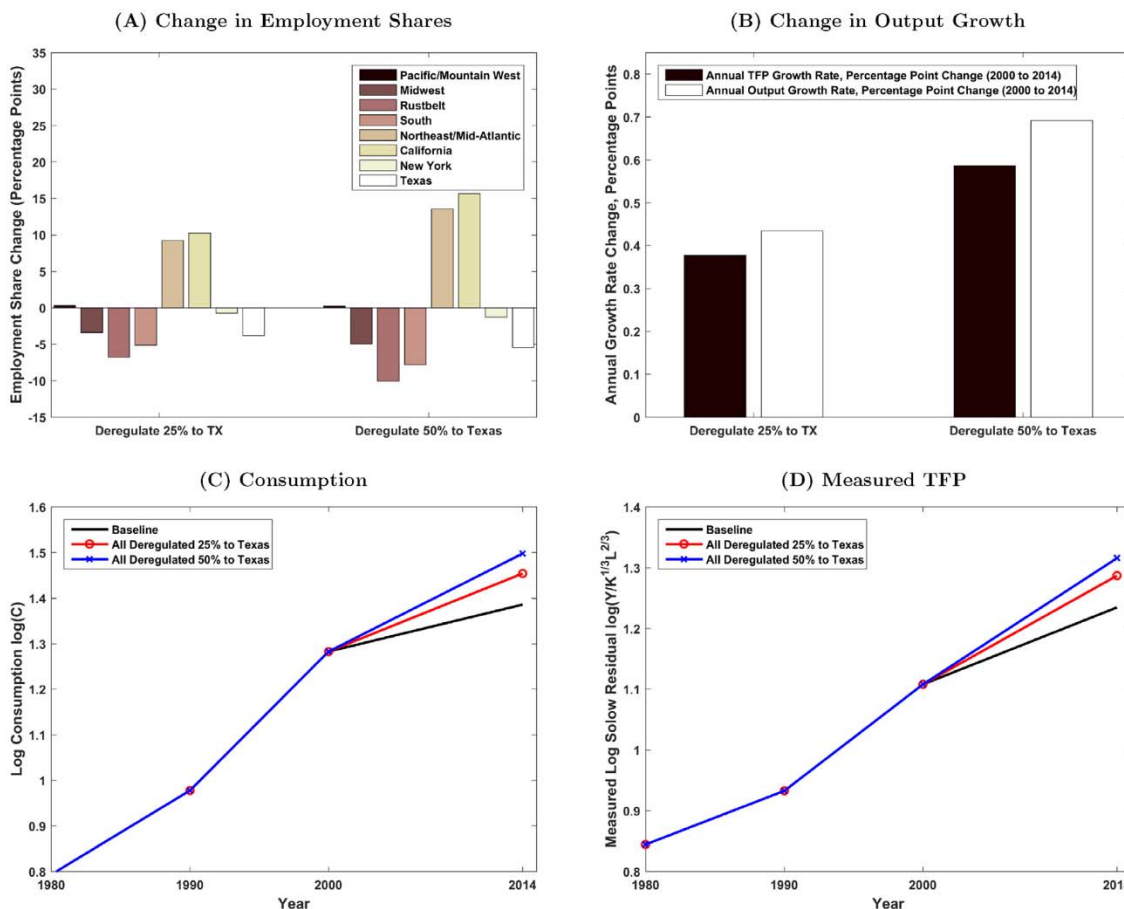 (A) Change in Employment Shares
Employment Share Change (Percentage Points)
35
30
25
20
15
10
5
0
-5
-10
-15
Pacific/Mountain West
Midwest
Rustbelt
South
Northeast/Mid-Atlantic
California
New York
Texas
Deregulate 25% to TX
Deregulate 50% to Texas
(B) Change in Output Growth
Annual Growth Rate Change, Percentage Points
0.8
0.7
0.6
0.5
0.4
0.3
0.2
0.1
0
Annual TFP Growth Rate, Percentage Point Change (2000 to 2014)
Annual Output Growth Rate, Percentage Point Change (2000 to 2014)
Deregulate 25% to TX
Deregulate 50% to Texas
(C) Consumption
Log Consumption log(C)
1.6
1.5
1.4
1.3
1.2
1.1
1
0.9
0.8
Baseline
All Deregulated 25% to Texas
All Deregulated 50% to Texas
1980
1990
2000
2014
Year
(D) Measured TFP
Measured Log Solow Residual log(Y/K^{1/3}L^{2/3})
1.4
1.3
1.2
1.1
1
0.9
0.8
Baseline
All Deregulated 25% to Texas
All Deregulated 50% to Texas
1980
1990
2000
Year